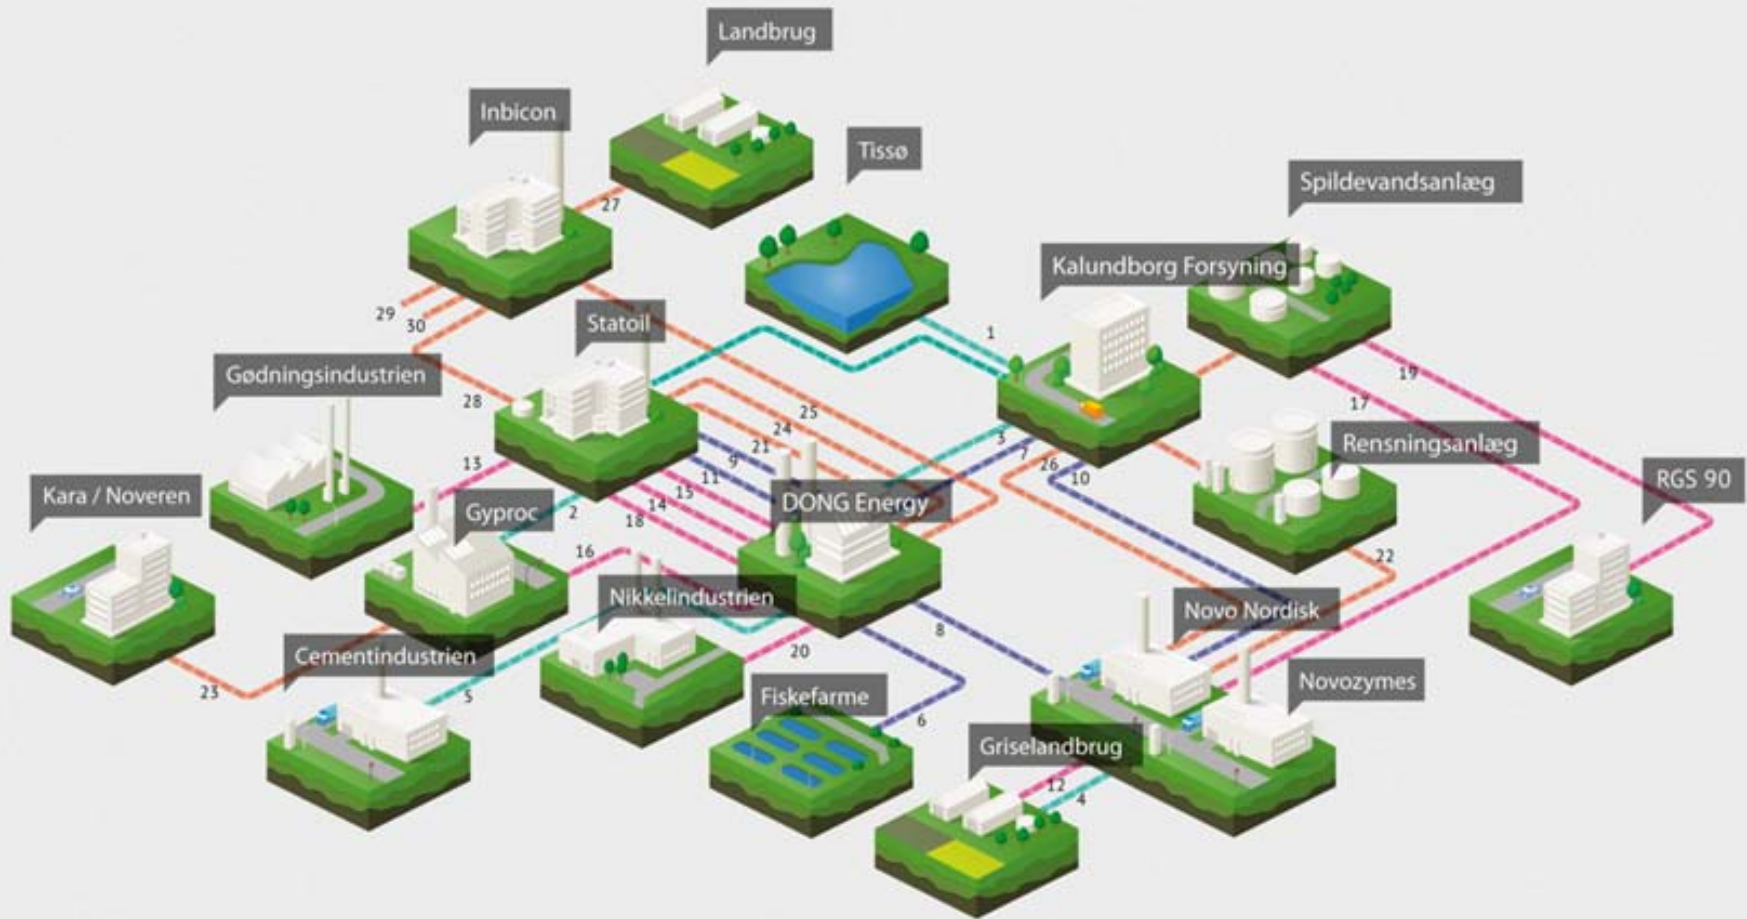 Landbrug
Inbicon
Tissø
Spildevandsanlæg
Kalundborg Forsyning
Statoil
Gødningsindustrien
Rensningsanlæg
RGS 90
Kara / Noveren
Gyproc
DONG Energy
Nikkelindustrien
Novo Nordisk
Cementindustrien
Fiskefarme
Novozymes
Griselandbrug
27
29
30
1
19
28
25
17
24
3
21
7
13
9
26
11
10
15
2
14
18
16
22
8
20
23
5
6
12
4